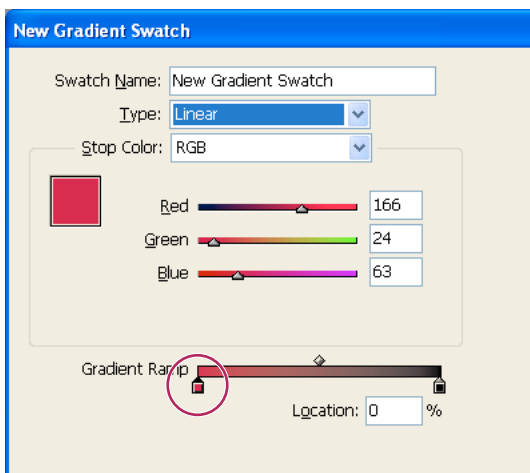 New Gradient Swatch
Swatch Name: New Gradient Swatch
Type: Linear
Stop Color: RGB
Red 166
Green 24
Blue 63
Gradient Ramp
Location: 0 %